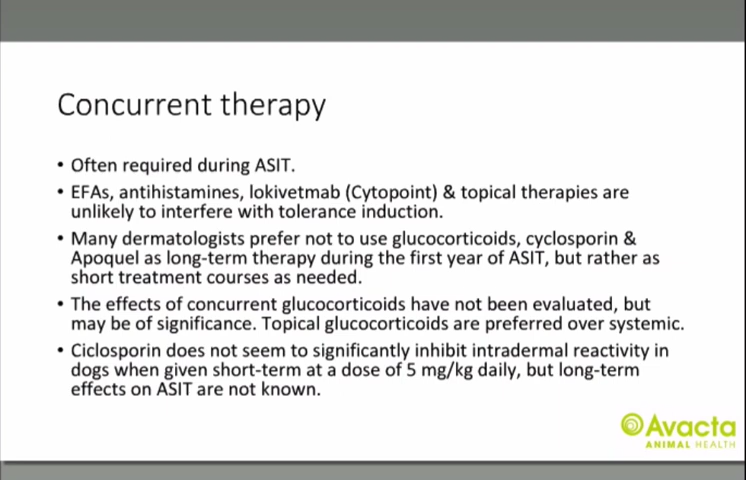 Concurrent therapy
• Often required during ASIT.
• EFAs, antihistamines, lokivetmab (Cytopoint) & topical therapies are
unlikely to interfere with tolerance induction.
• Many dermatologists prefer not to use glucocorticoids, cyclosporin &
Apoquel as long-term therapy during the first year of ASIT, but rather as
short treatment courses as needed.
• The effects of concurrent glucocorticoids have not been evaluated, but
may be of significance. Topical glucocorticoids are preferred over systemic.
• Ciclosporin does not seem to significantly inhibit intradermal reactivity in
dogs when given short-term at a dose of 5 mg/kg daily, but long-term
effects on ASIT are not known.
Avacta
ANIMAL HEALTH